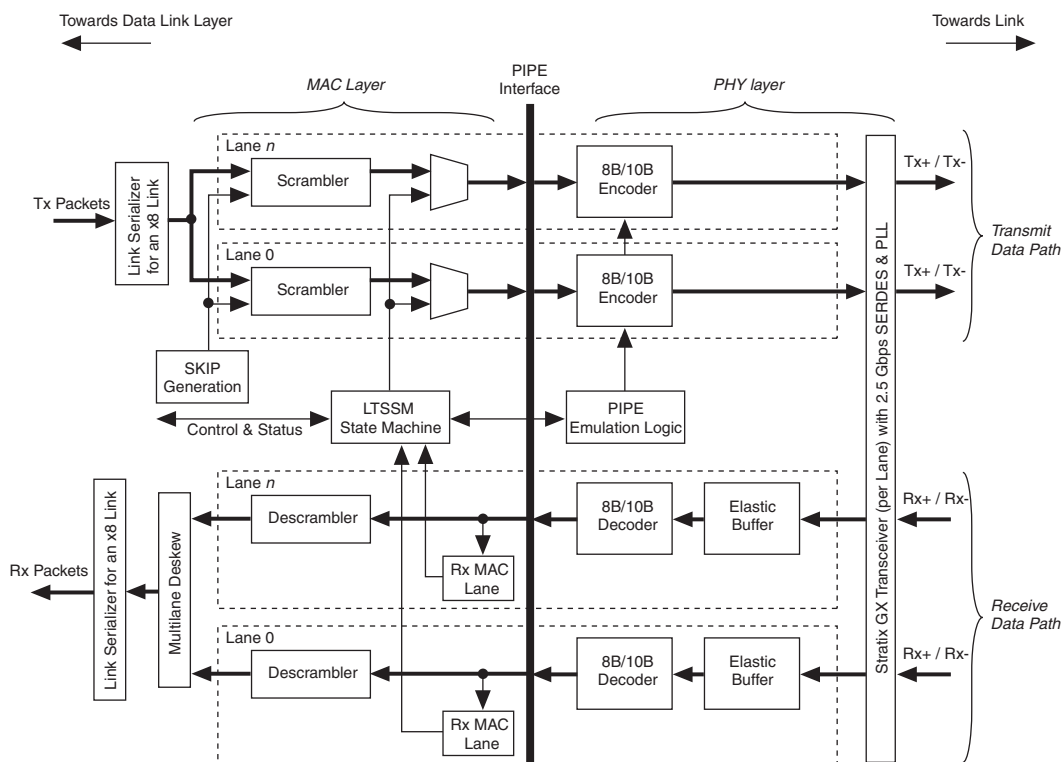 Towards Data Link Layer
Towards Link
MAC Layer
PIPE
Interface
PHY layer
Lane n
Scrambler
8B/10B
Encoder
Tx+ / Tx-
Tx Packets
Link Serializer
for an x8 Link
Lane 0
Scrambler
8B/10B
Encoder
Tx+ / Tx-
Transmit
Data Path
SKIP
Generation
Control & Status
LTSSM
State Machine
PIPE
Emulation Logic
Stratix GX Transceiver (per Lane) with 2.5 Gbps SERDES & PLL
Lane n
Descrambler
Rx MAC
Lane
8B/10B
Decoder
Elastic
Buffer
Rx+ / Rx-
Rx Packets
Link Serializer for an x8 Link
Multilane Deskew
Lane 0
Descrambler
Rx MAC
Lane
8B/10B
Decoder
Elastic
Buffer
Rx+ / Rx-
Receive
Data Path